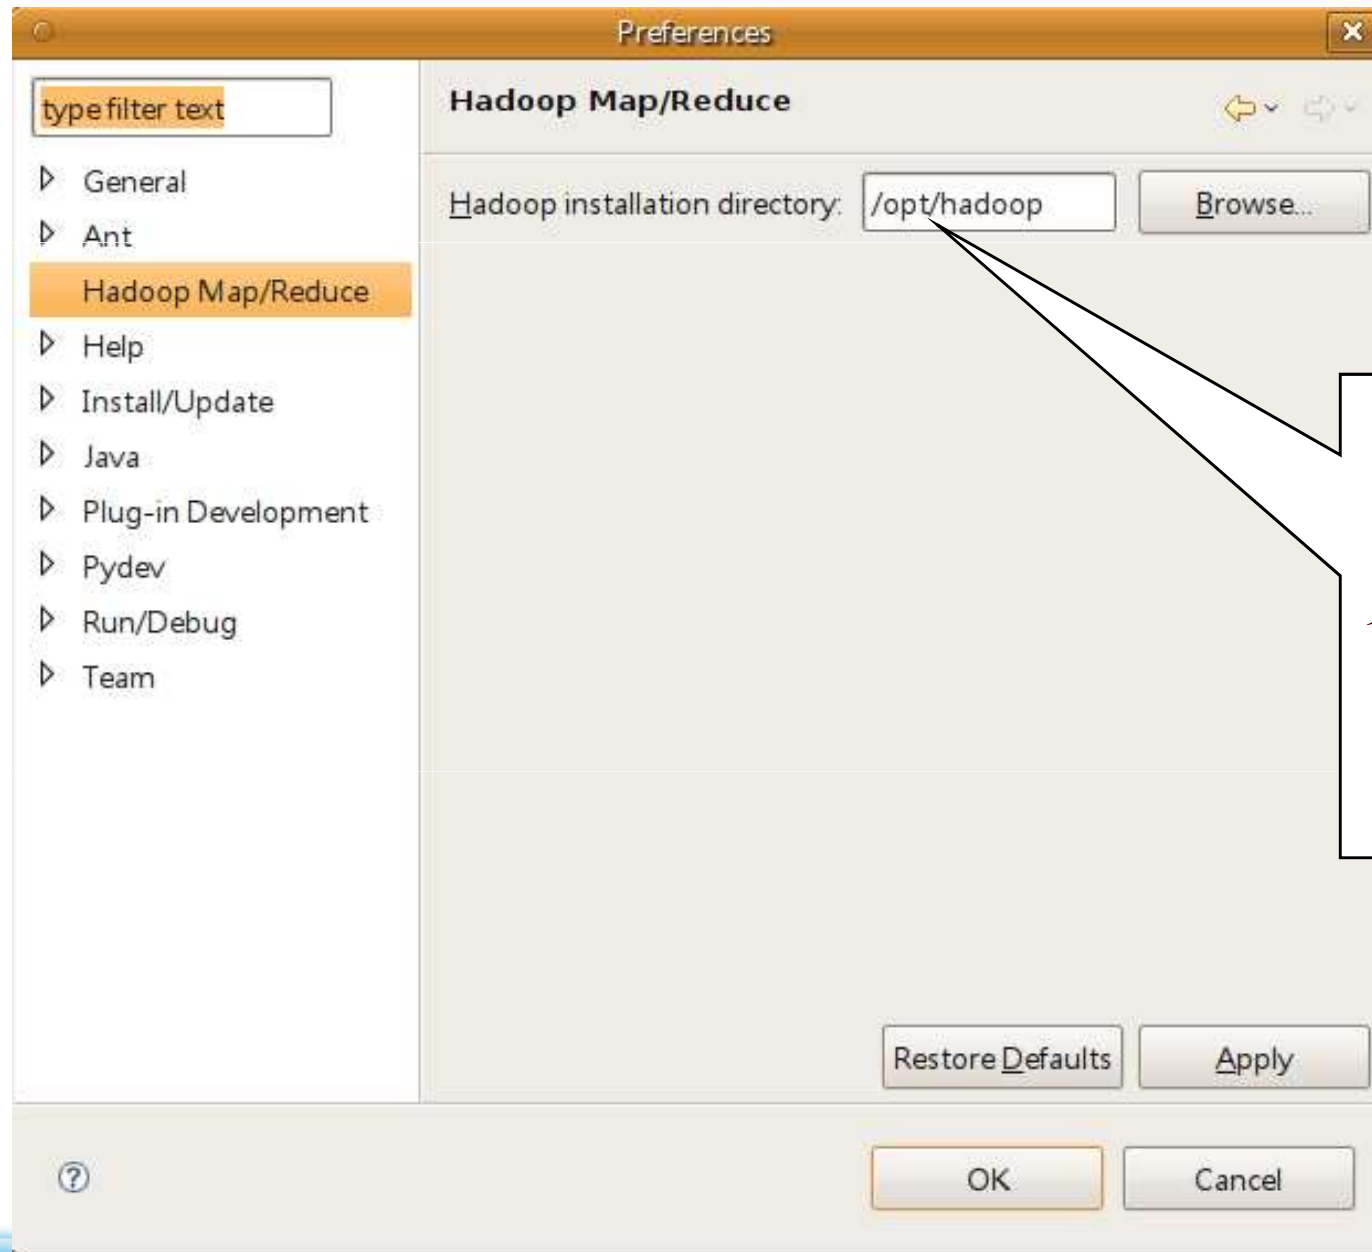 Preferences
type filter text
General
Ant
Hadoop Map/Reduce
Help
Install/Update
Java
Plug-in Development
Pydev
Run/Debug
Team
Hadoop Map/Reduce
Hadoop installation directory:
/opt/hadoop
Browse...
Restore Defaults
Apply
OK
Cancel